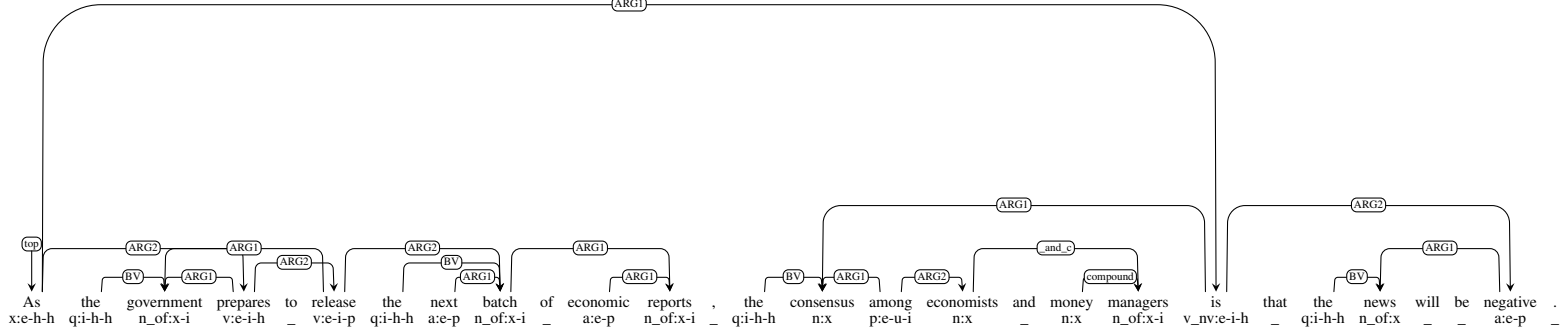 ARG1
ARG1 ARG2
top ARG2 ARG1 ARG2 ARG1 _and_c ARG1
BV ARG1 ARG2 BV ARG1 ARG1 BV ARG1 ARG2 compound BV
As the government prepares to release the next batch of economic reports , the consensus among economists and money managers is that the news will be negative .
x:e-h-h q:i-h-h n_of:x-i v:e-i-h _ v:e-i-p q:i-h-h a:e-p n_of:x-i _ a:e-p n_of:x-i _ q:i-h-h n:x p:e-u-i n:x _ n:x n_of:x-i v_nv:e-i-h _ q:i-h-h n_of:x _ _ a:e-p _